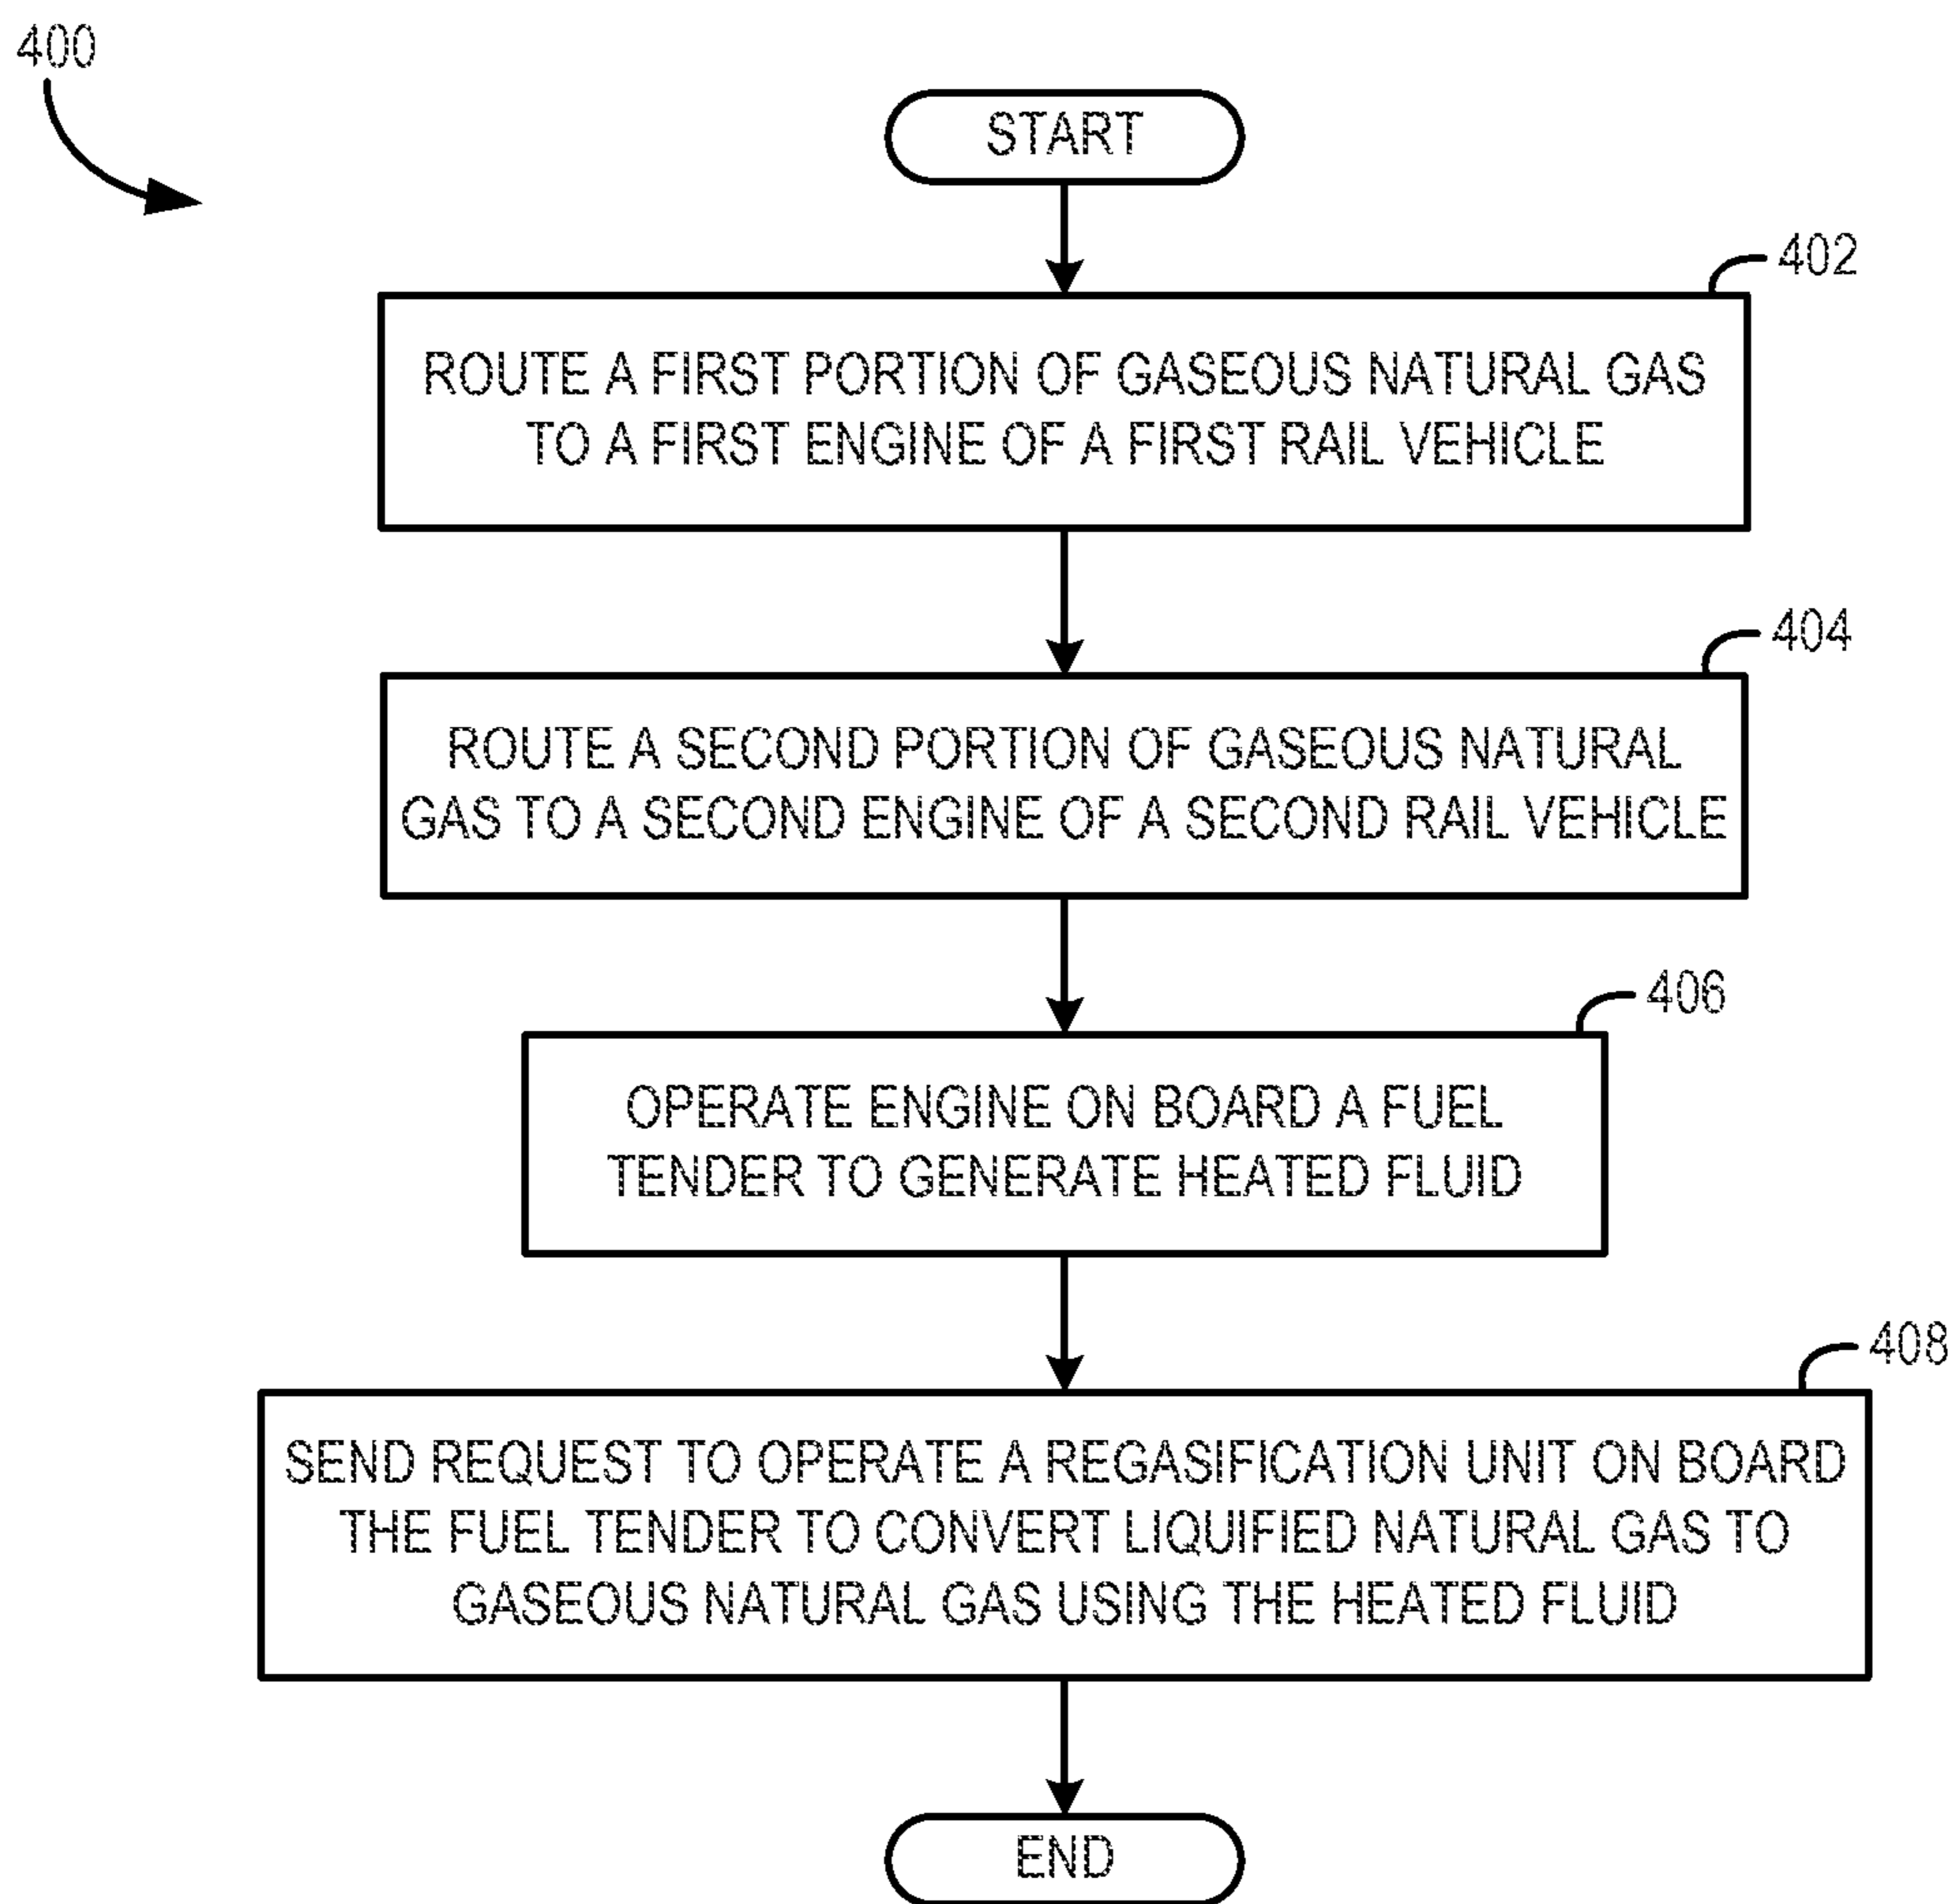 400
START
402
ROUTE A FIRST PORTION OF GASEOUS NATURAL GAS
TO A FIRST ENGINE OF A FIRST RAIL VEHICLE
404
ROUTE A SECOND PORTION OF GASEOUS NATURAL
GAS TO A SECOND ENGINE OF A SECOND RAIL VEHICLE
406
OPERATE ENGINE ON BOARD A FUEL
TENDER TO GENERATE HEATED FLUID
408
SEND REQUEST TO OPERATE A REGASIFICATION UNIT ON BOARD
THE FUEL TENDER TO CONVERT LIQUIFIED NATURAL GAS TO
GASEOUS NATURAL GAS USING THE HEATED FLUID
END